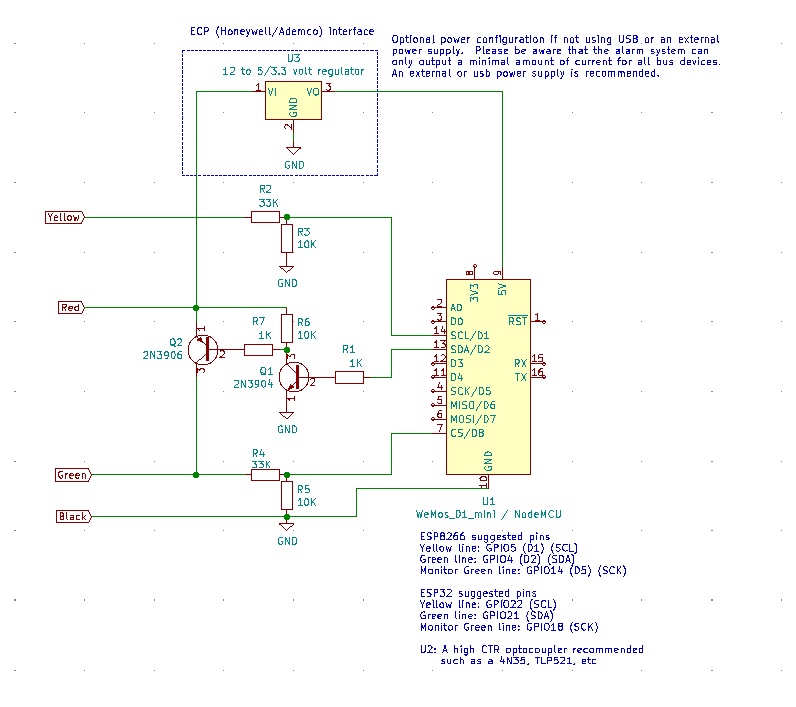 ECP (Honeywell/Ademco) Interface
Optional power configuration if not using USB or an external
power supply. Please be aware that the alarm system can
only output a minimal amount of current for all bus devices.
An external or usb power supply is recommended.
U3
12 to 5/3.3 volt regulator
1 VI VO 3
GND
2
GND
R2
33K
Yellow
R3
10K
GND
8 9
3V3 5V
Red
2 A0
3 D0
RST 1
14 SCL/D1
13 SDA/D2
12 D3
RX 15
11 D4
TX 16
4 SCK/D5
5 MISO/D6
6 MOSI/D7
7 CS/D8
GND
10
R6
10K
R7
1K
Q2
2N3906
1
2
3
R1
1K
Q1
2N3904
3
2
1
GND
R4
33K
Green
R5
10K
Black
GND
U1
WeMos_D1_mini / NodeMCU
ESP8266 suggested pins
Yellow line: GPIO5 (D1) (SCL)
Green line: GPIO4 (D2) (SDA)
Monitor Green line: GPIO14 (D5) (SCK)
ESP32 suggested pins
Yellow line: GPIO22 (SCL)
Green line: GPIO21 (SDA)
Monitor Green line: GPIO18 (SCK)
U2: A high CTR optocoupler recommended
such as a 4N35, TLP521, etc